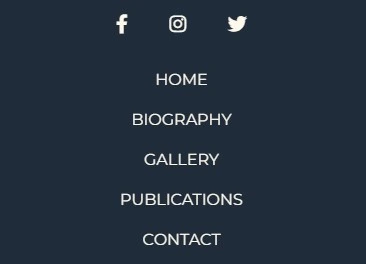 HOME
BIOGRAPHY
GALLERY
PUBLICATIONS
CONTACT